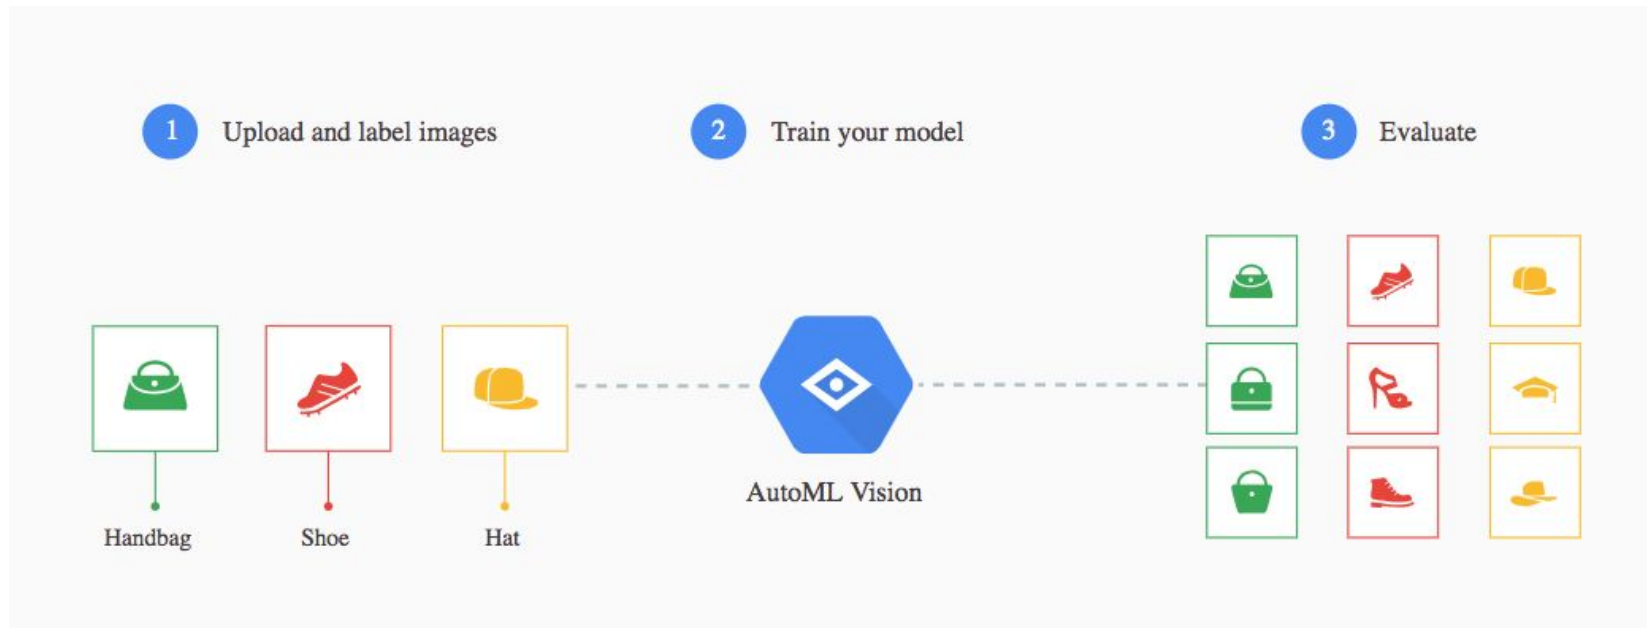 1 Upload and label images
2 Train your model
3 Evaluate
Handbag
Shoe
Hat
AutoML Vision